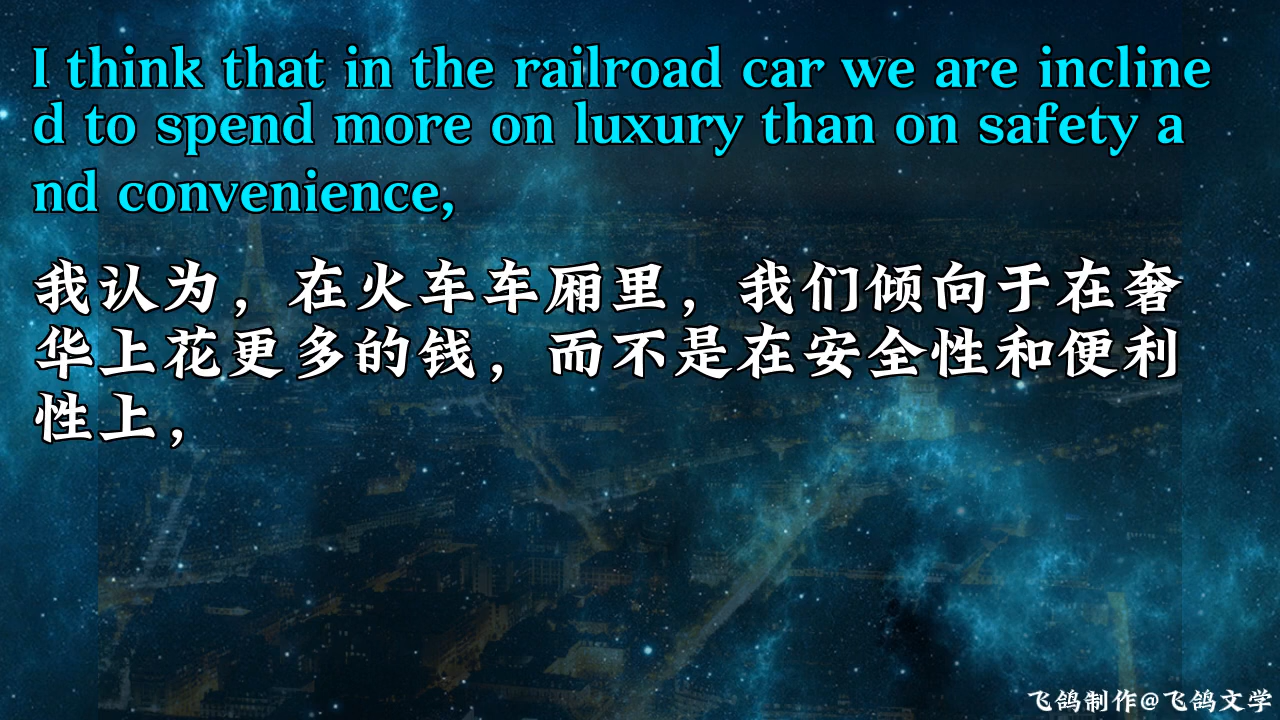 I think that in the railroad car we are incline
d to spend more on luxury than on safety a
nd convenience,
我认为，在火车车厢里，我们倾向于在奢
华上花更多的钱，而不是在安全性和便利
性上，
飞鸽制作@飞鸽文学